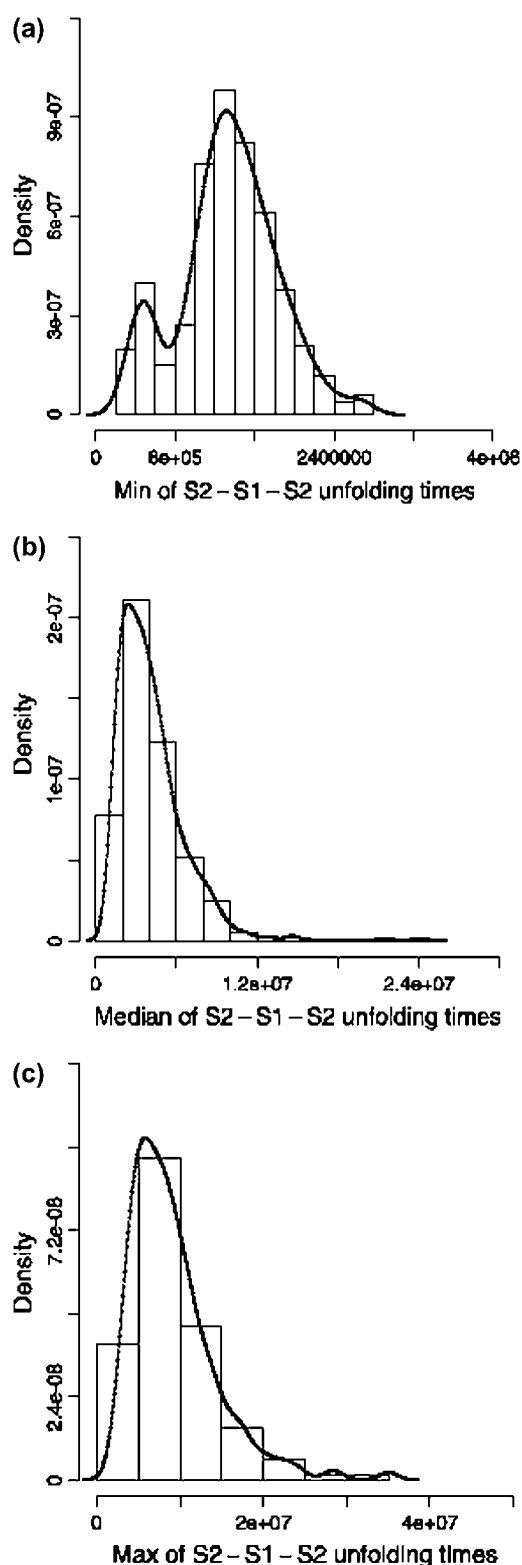 (a)
9e-07
6e-07
3e-07
0
Density
0 6e+05 2400000 4e+06
Min of S2–S1–S2 unfolding times
(b)
2e-07
1e-07
0
Density
0 1.2e+07 2.4e+07
Median of S2–S1–S2 unfolding times
(c)
7.2e-08
2.4e-08
0
Density
0 2e+07 4e+07
Max of S2–S1–S2 unfolding times